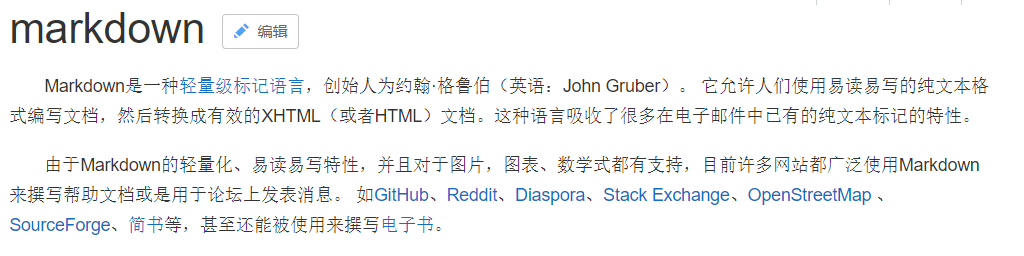 markdown 编辑
Markdown是一种轻量级标记语言，创始人为约翰·格鲁伯（英语：John Gruber）。 它允许人们使用易读易写的纯文本格
式编写文档，然后转换成有效的XHTML（或者HTML）文档。这种语言吸收了很多在电子邮件中已有的纯文本标记的特性。
由于Markdown的轻量化、易读易写特性，并且对于图片，图表、数学式都有支持，目前许多网站都广泛使用Markdown
来撰写帮助文档或是用于论坛上发表消息。 如GitHub、Reddit、Diaspora、Stack Exchange、OpenStreetMap 、
SourceForge、简书等，甚至还能被使用来撰写电子书。